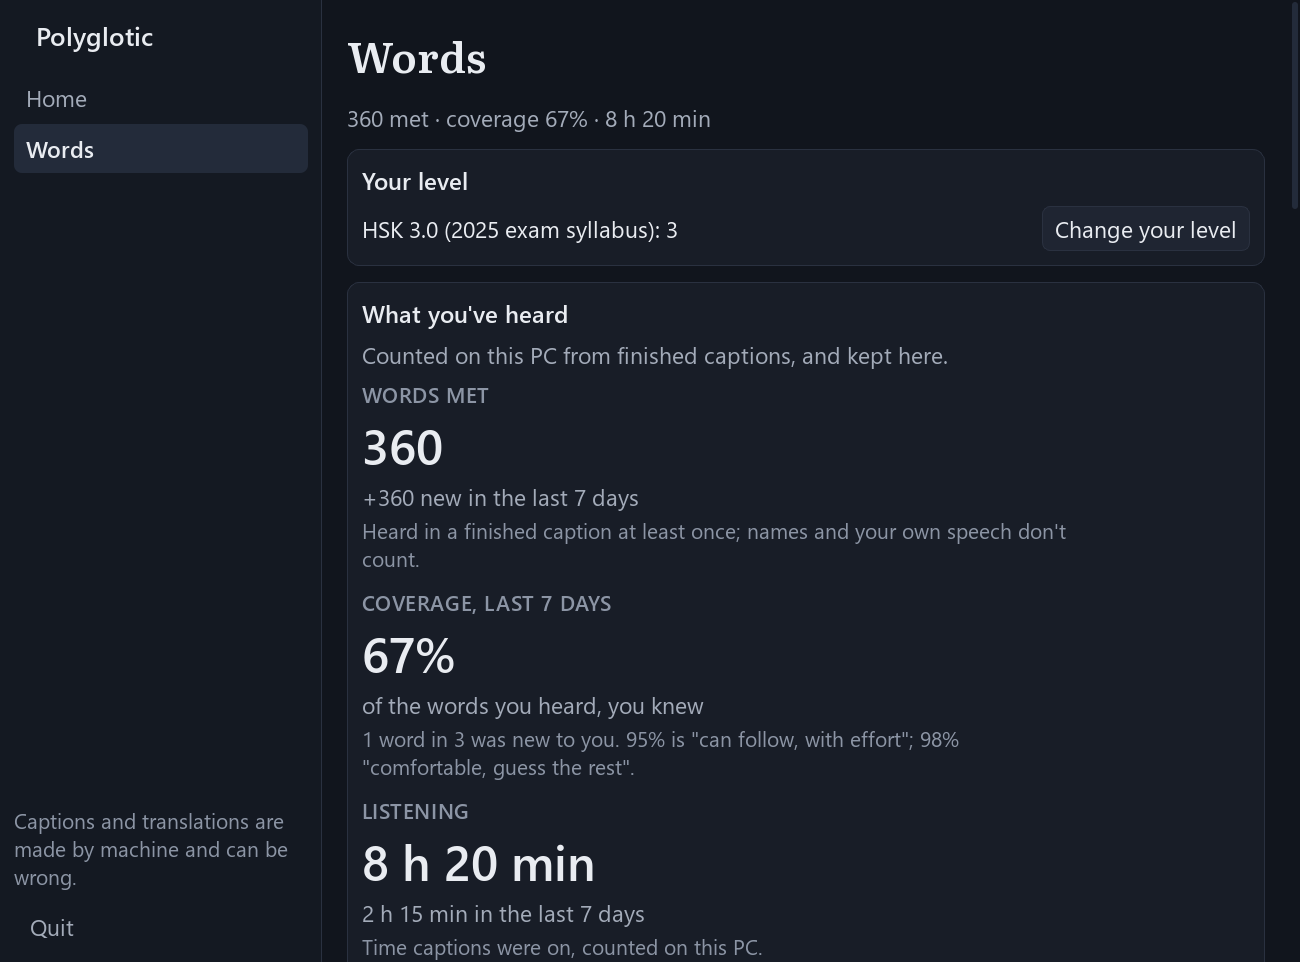 Polyglotic
Home
Words
Captions and translations are
made by machine and can be
wrong.
Quit
Words
360 met · coverage 67% · 8 h 20 min
Your level
HSK 3.0 (2025 exam syllabus): 3
Change your level
What you've heard
Counted on this PC from finished captions, and kept here.
WORDS MET
360
+360 new in the last 7 days
Heard in a finished caption at least once; names and your own speech don't
count.
COVERAGE, LAST 7 DAYS
67%
of the words you heard, you knew
1 word in 3 was new to you. 95% is "can follow, with effort"; 98%
"comfortable, guess the rest".
LISTENING
8 h 20 min
2 h 15 min in the last 7 days
Time captions were on, counted on this PC.